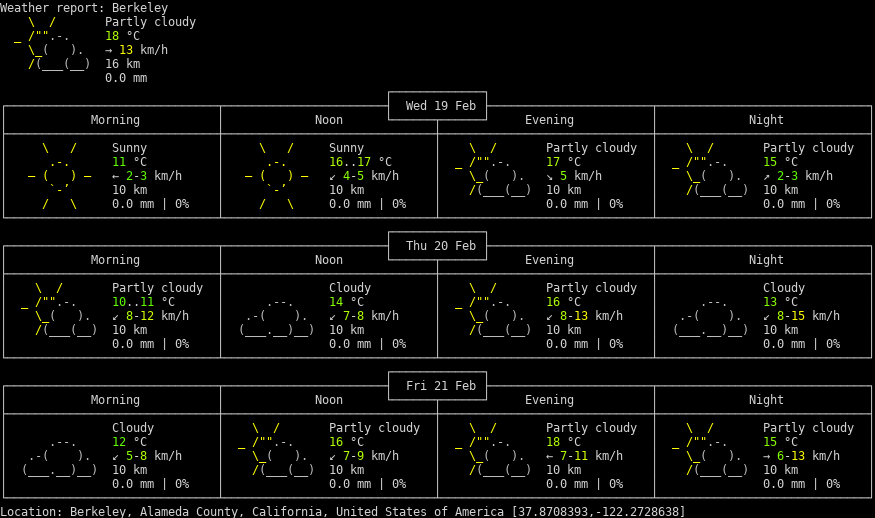 Weather report: Berkeley
Partly cloudy
18 °C
→ 13 km/h
16 km
0.0 mm
Wed 19 Feb
Morning Noon Evening Night
Sunny Sunny Partly cloudy Partly cloudy
11 °C 16..17 °C 17 °C 15 °C
← 2-3 km/h ↙ 4-5 km/h ↘ 5 km/h ↗ 2-3 km/h
10 km 10 km 10 km 10 km
0.0 mm | 0% 0.0 mm | 0% 0.0 mm | 0% 0.0 mm | 0%
Thu 20 Feb
Morning Noon Evening Night
Partly cloudy Cloudy Partly cloudy Cloudy
10..11 °C 14 °C 16 °C 13 °C
↙ 8-12 km/h ↙ 7-8 km/h ↙ 8-13 km/h ↙ 8-15 km/h
10 km 10 km 10 km 10 km
0.0 mm | 0% 0.0 mm | 0% 0.0 mm | 0% 0.0 mm | 0%
Fri 21 Feb
Morning Noon Evening Night
Cloudy Partly cloudy Partly cloudy Partly cloudy
12 °C 16 °C 18 °C 15 °C
↙ 5-8 km/h ↙ 7-9 km/h ← 7-11 km/h → 6-13 km/h
10 km 10 km 10 km 10 km
0.0 mm | 0% 0.0 mm | 0% 0.0 mm | 0% 0.0 mm | 0%
Location: Berkeley, Alameda County, California, United States of America [37.8708393,-122.2728638]